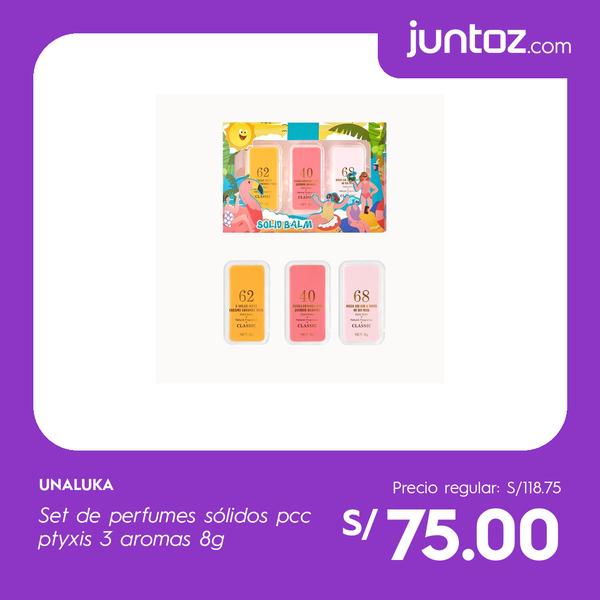 juntoz.com
62
40
68
CLASSIC
CLASSIC
CLASSIC
SOLID BALM
62
40
68
CLASSIC
CLASSIC
CLASSIC
UNALUKA
Precio regular: S/118.75
Set de perfumes sólidos pcc
ptyxis 3 aromas 8g
S/75.00